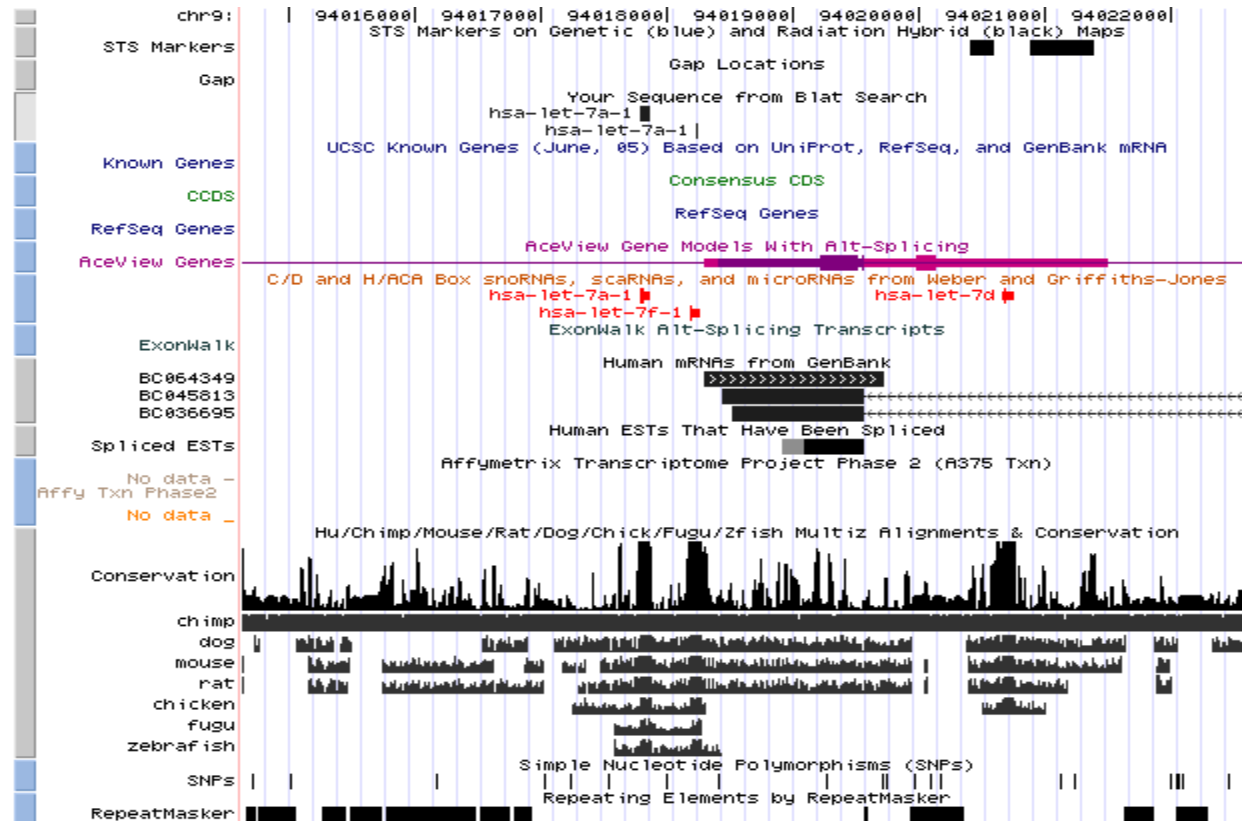 chr9: | 94016000| 94017000| 94018000| 94019000| 94020000| 94021000| 94022000|
STS Markers on Genetic (blue) and Radiation Hybrid (black) Maps
STS Markers
Gap Locations
Gap
Your Sequence from Blat Search
hsa-let-7a-1
hsa-let-7a-1
UCSC Known Genes (June, 05) Based on UniProt, RefSeq, and GenBank mRNA
Known Genes
Consensus CDS
CCDS
RefSeq Genes
RefSeq Genes
AceView Gene Models With Alt-Splicing
AceView Genes
C/D and H/ACA Box snoRNAs, scaRNAs, and microRNAs from Weber and Griffiths-Jones
hsa-let-7a-1 hsa-let-7d
hsa-let-7f-1
ExonWalk Alt-Splicing Transcripts
ExonWalk
Human mRNAs from GenBank
BC064349
BC045813
BC036695
Human ESTs That Have Been Spliced
Spliced ESTs
Affymetrix Transcriptome Project Phase 2 (A375 Txn)
No data -
Affy Txn Phase2
No data _
Hu/Chimp/Mouse/Rat/Dog/Chick/Fugu/Zfish Multiz Alignments & Conservation
Conservation
chimp
dog
mouse
rat
chicken
fugu
zebrafish
Simple Nucleotide Polymorphisms (SNPs)
SNPs
Repeating Elements by RepeatMasker
RepeatMasker